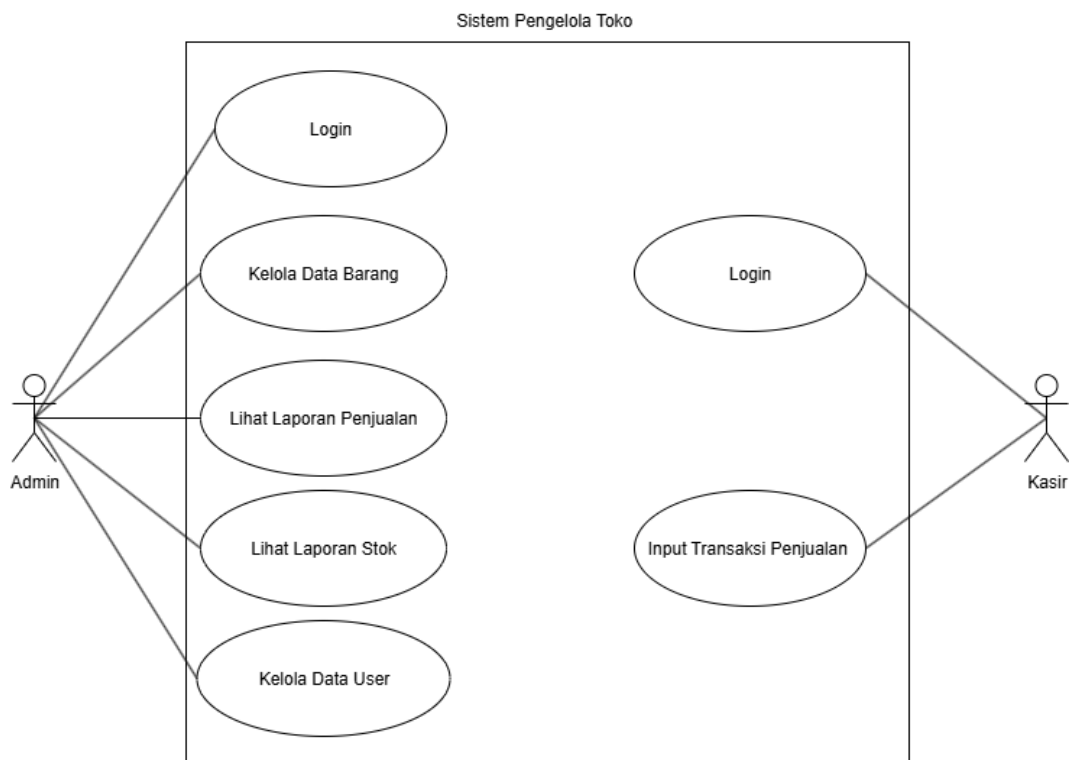 Sistem Pengelola Toko
Login
Kelola Data Barang
Login
Lihat Laporan Penjualan
Admin
Kasir
Lihat Laporan Stok
Input Transaksi Penjualan
Kelola Data User